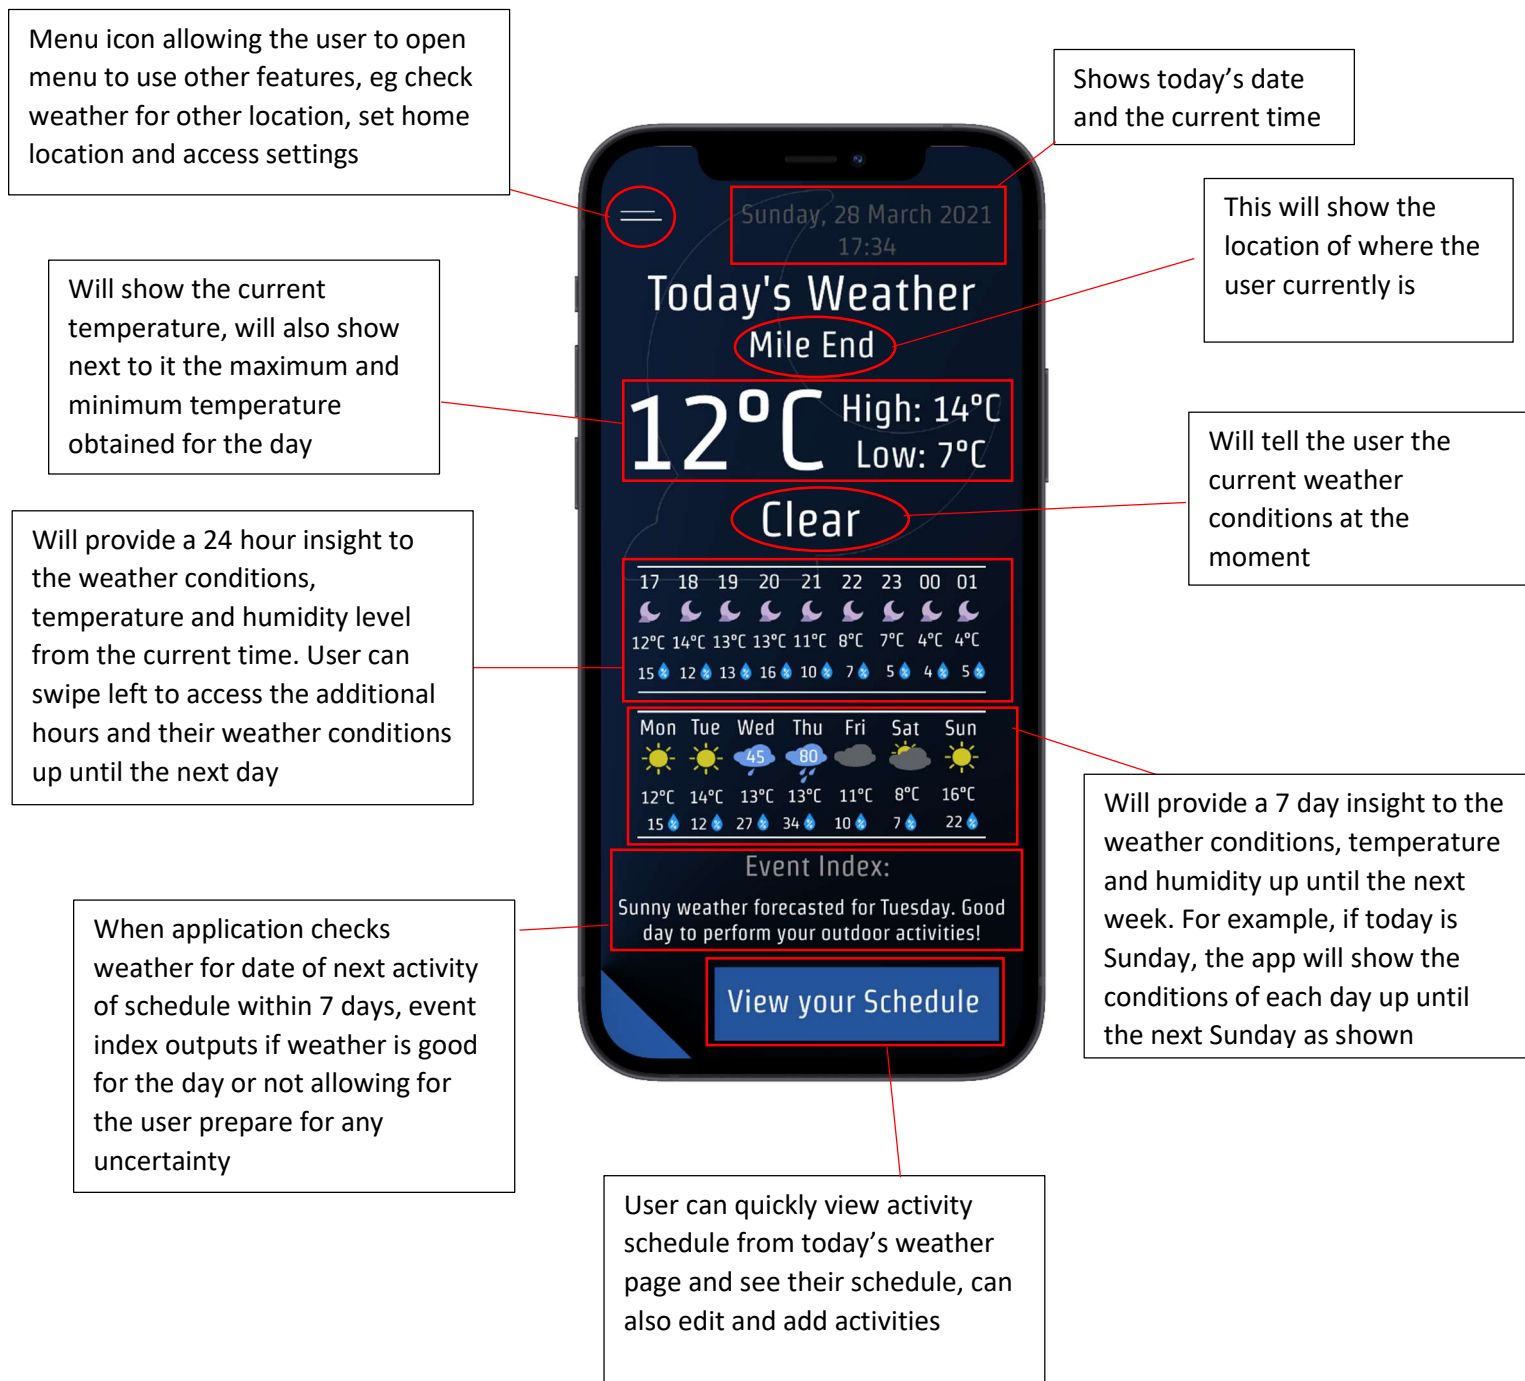 Menu icon allowing the user to open
menu to use other features, eg check
weather for other location, set home
location and access settings
Shows today’s date
and the current time
This will show the
location of where the
user currently is
Will show the current
temperature, will also show
next to it the maximum and
minimum temperature
obtained for the day
Will tell the user the
current weather
conditions at the
moment
Will provide a 24 hour insight to
the weather conditions,
temperature and humidity level
from the current time. User can
swipe left to access the additional
hours and their weather conditions
up until the next day
Sunday, 28 March 2021
17:34
Today's Weather
Mile End
12°C
High: 14°C
Low: 7°C
Clear
17 18 19 20 21 22 23 00 01
12°C 14°C 13°C 13°C 11°C 8°C 7°C 4°C 4°C
15 % 12 % 13 % 16 % 10 % 7 % 5 % 4 % 5 %
Mon Tue Wed Thu Fri Sat Sun
45 80
12°C 14°C 13°C 13°C 11°C 8°C 16°C
15 % 12 % 27 % 34 % 10 % 7 % 22 %
Event Index:
Sunny weather forecasted for Tuesday. Good
day to perform your outdoor activities!
View your Schedule
Will provide a 7 day insight to the
weather conditions, temperature
and humidity up until the next
week. For example, if today is
Sunday, the app will show the
conditions of each day up until
the next Sunday as shown
When application checks
weather for date of next activity
of schedule within 7 days, event
index outputs if weather is good
for the day or not allowing for
the user prepare for any
uncertainty
User can quickly view activity
schedule from today’s weather
page and see their schedule, can
also edit and add activities